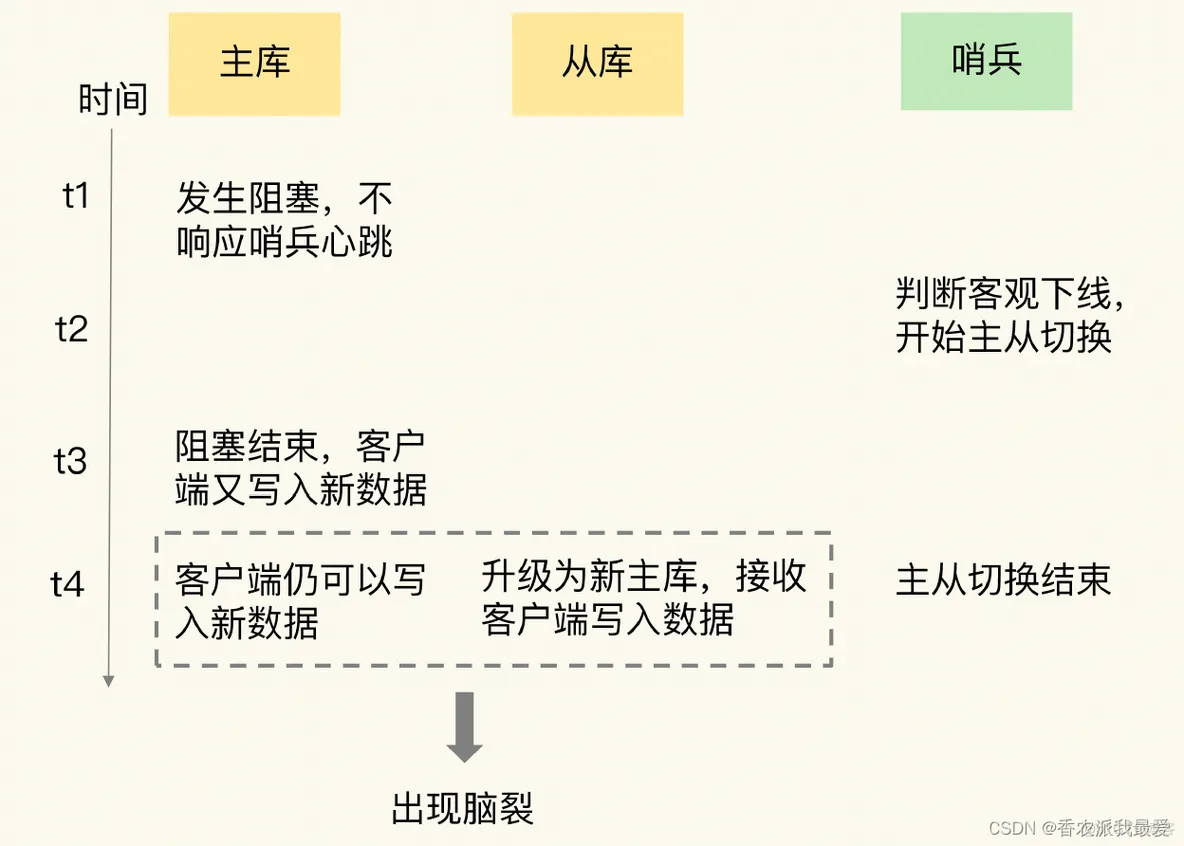 主库
从库
哨兵
时间
t1
发生阻塞，不
响应哨兵心跳
t2
判断客观下线，
开始主从切换
t3
阻塞结束，客户
端又写入新数据
t4
客户端仍可以写
入新数据
升级为新主库，接收
客户端写入数据
主从切换结束
出现脑裂
CSDN @香农派我最爱